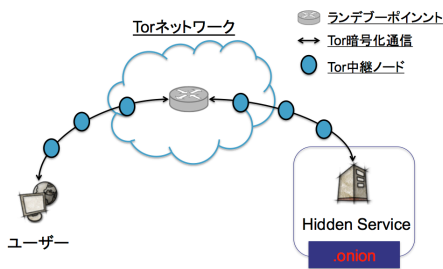 Torネットワーク
ランデブーポイント
Tor暗号化通信
Tor中継ノード
ユーザー
Hidden Service
.onion